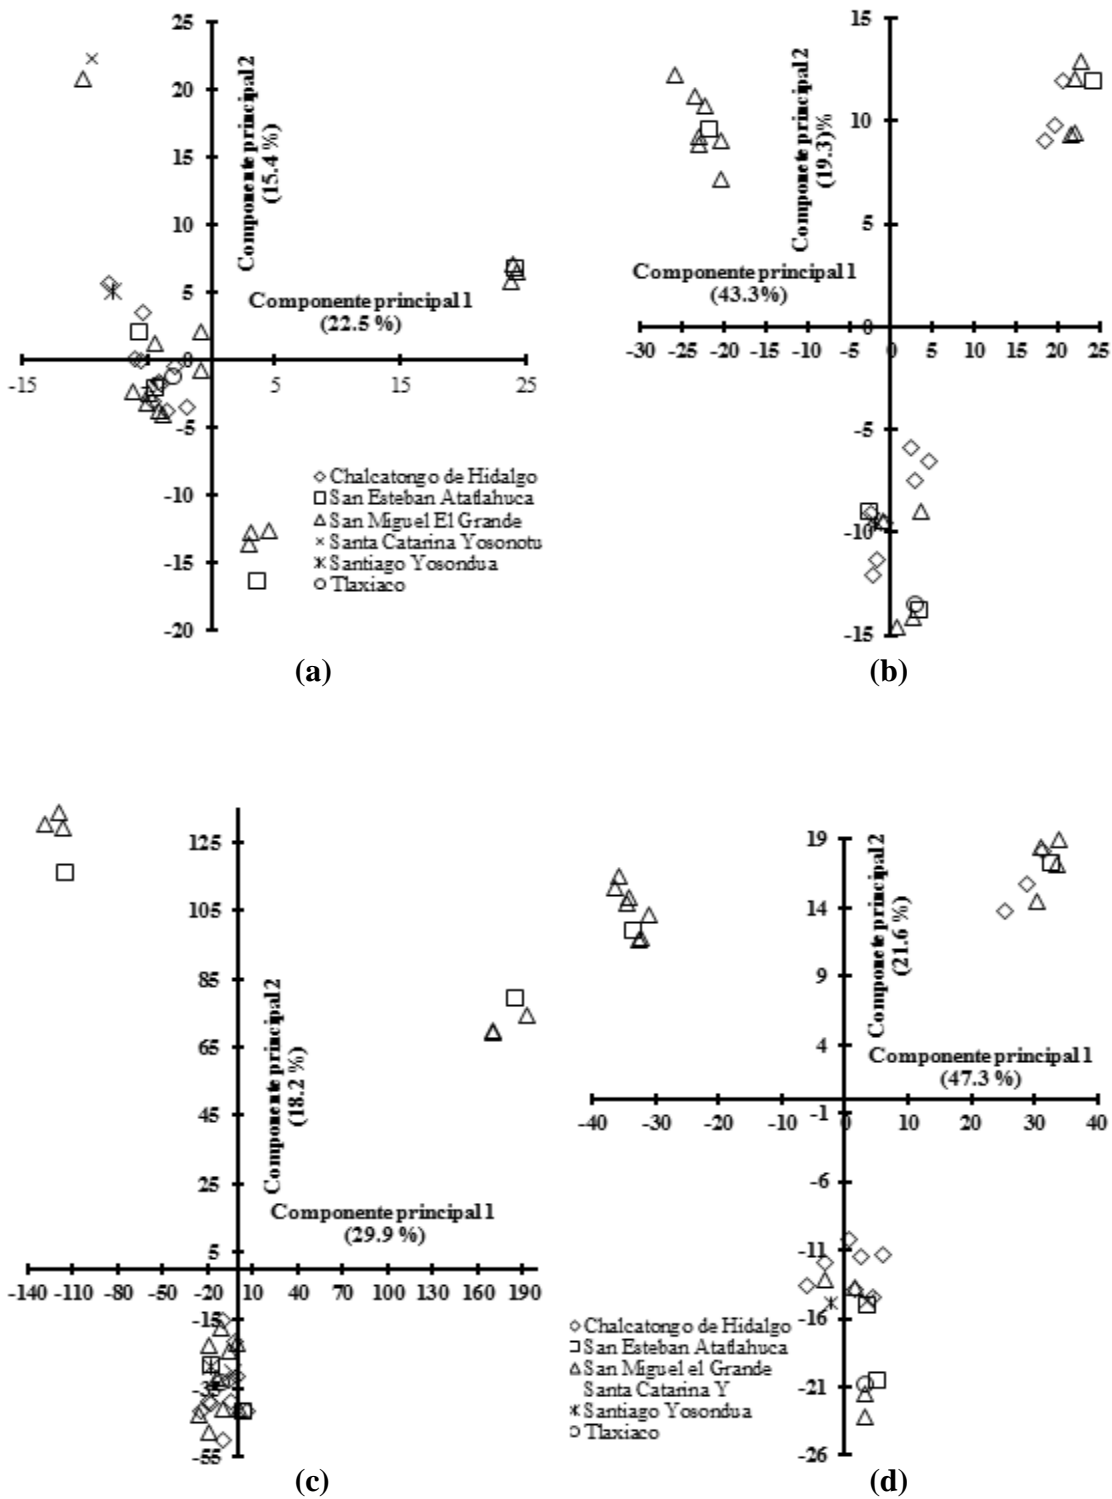 25
20
15
10
5
0
-5
-10
-15
-20
-15
5
15
25
Componente principal 2
(15.4 %)
Componente principal 1
(22.5 %)
Chalcatongo de Hidalgo
San Esteban Atatlahuca
San Miguel El Grande
Santa Catarina Yosonotu
Santiago Yosondua
Tlaxiaco
(a)
15
10
5
0
-5
-10
-15
-30 -25 -20 -15 -10 -5 0 5 10 15 20 25
Componete principal 2
(19.3)%
Componente principal 1
(43.3%)
(b)
125
105
85
65
45
25
5
-15
-35
-55
-140 -110 -80 -50 -20 10 40 70 100 130 160 190
Componente principal 2
(18.2 %)
Componente principal 1
(29.9 %)
(c)
19
14
9
4
-1
-6
-11
-16
-21
-26
-40 -30 -20 -10 0 10 20 30 40
Componete principal 2
(21.6 %)
Componente principal 1
(47.3 %)
Chalcatongo de Hidalgo
San Esteban Atatlahuca
San Miguel el Grande
Santa Catarina Y
Santiago Yosondua
Tlaxiaco
(d)